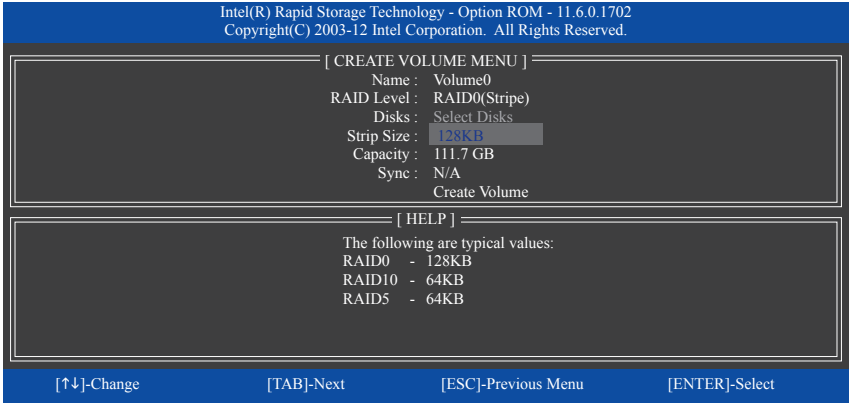 Intel(R) Rapid Storage Technology - Option ROM - 11.6.0.1702
Copyright(C) 2003-12 Intel Corporation. All Rights Reserved.
[ CREATE VOLUME MENU ]
Name : Volume0
RAID Level : RAID0(Stripe)
Disks : Select Disks
Strip Size : 128KB
Capacity : 111.7 GB
Sync : N/A
Create Volume
[ HELP ]
The following are typical values:
RAID0 - 128KB
RAID10 - 64KB
RAID5 - 64KB
[↑↓]-Change [TAB]-Next [ESC]-Previous Menu [ENTER]-Select